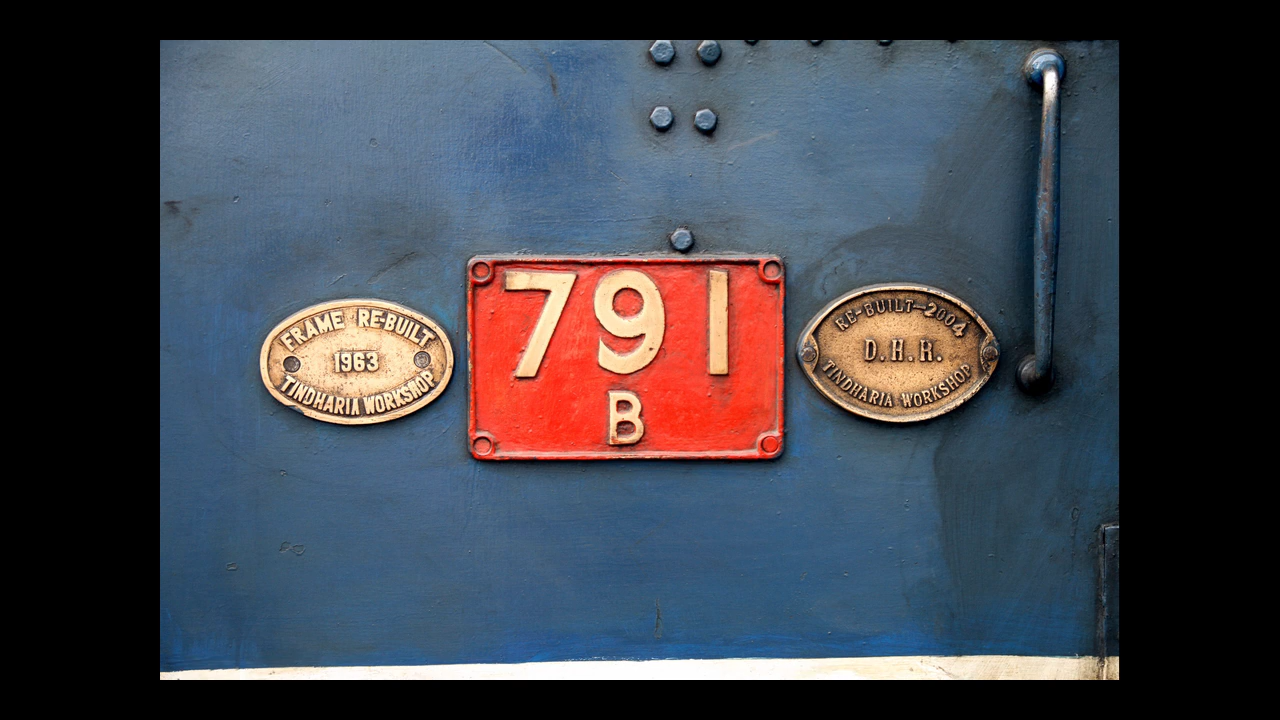 FRAME RE-BUILT
1963
TINDHARIA WORKSHOP
791
B
RE-BUILT-2004
D.H.R.
TINDHARIA WORKSHOP